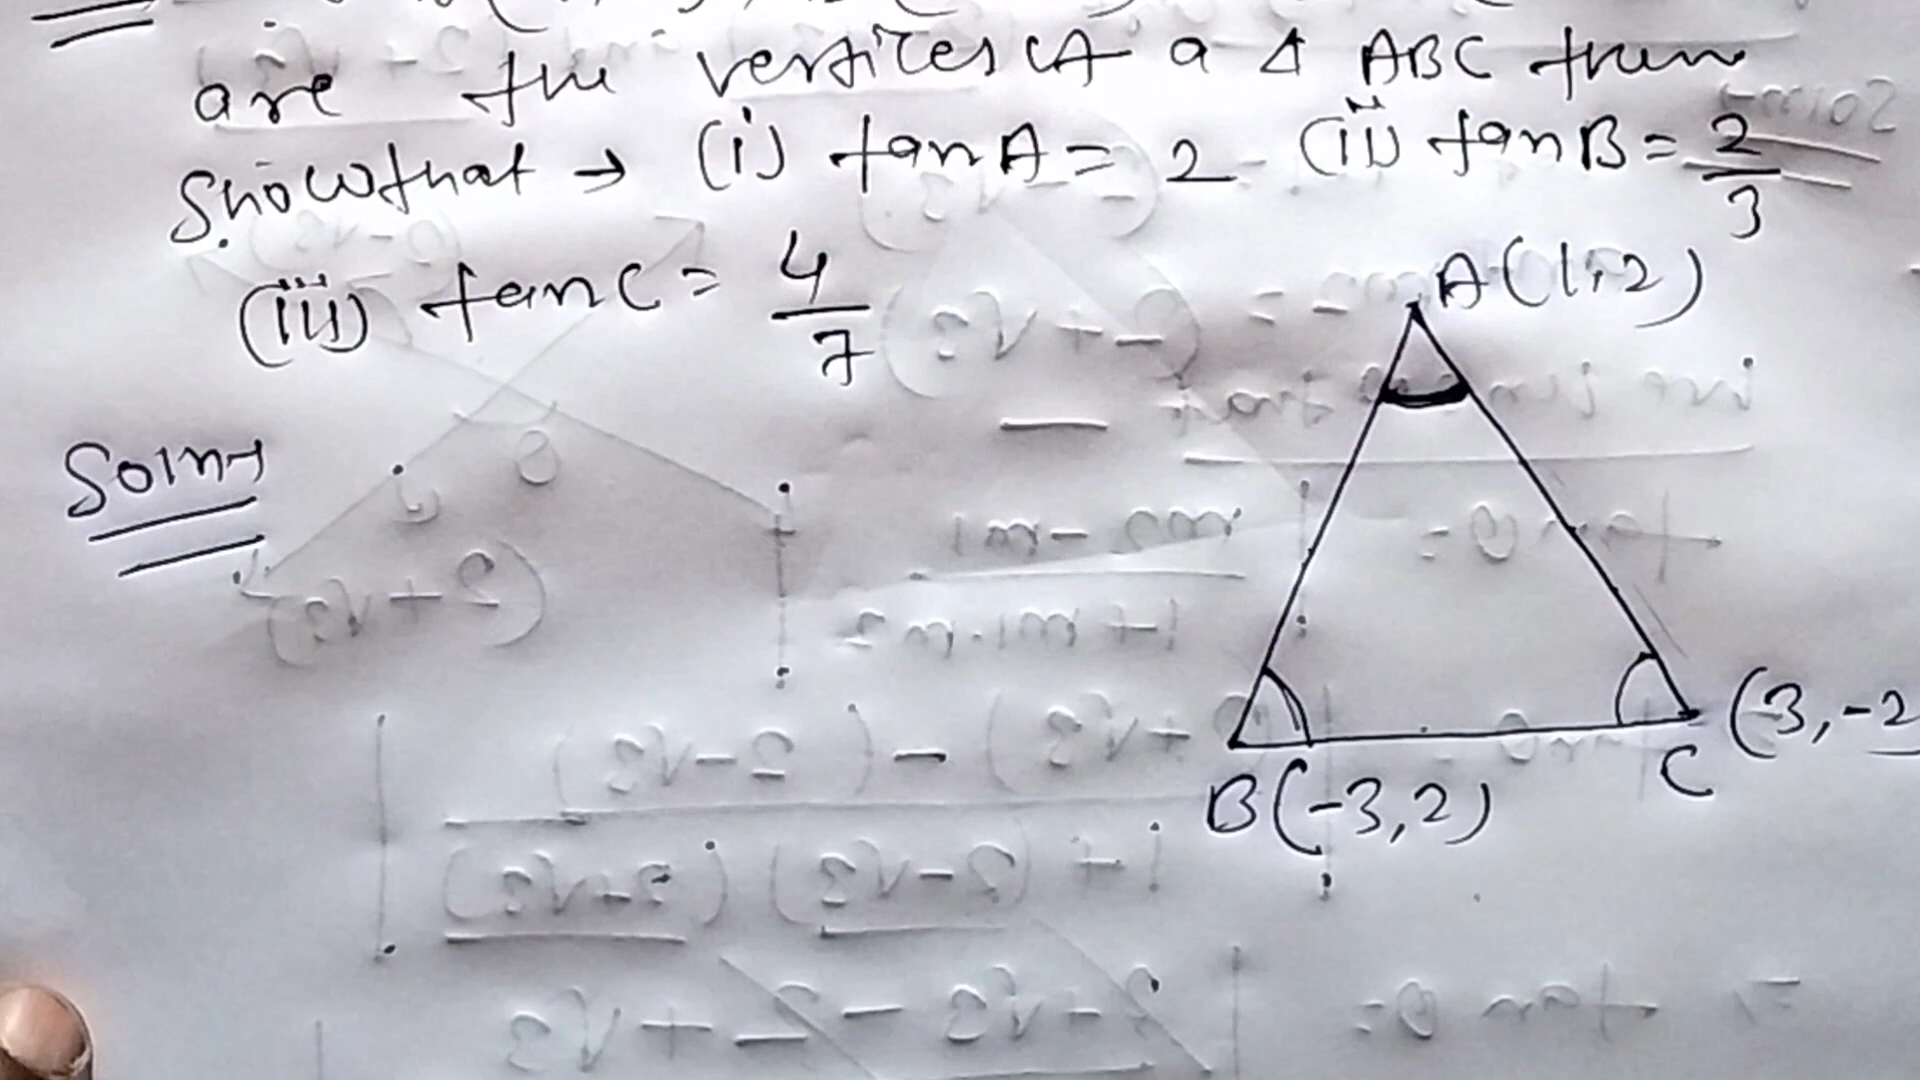 are the vertices of a Δ ABC then
Show that → (i) tan A = 2 (ii) tan B = 2/3
(iii) tan C = 4/7
A(1,2)
Soln→
(3,-2
C
B(-3,2)